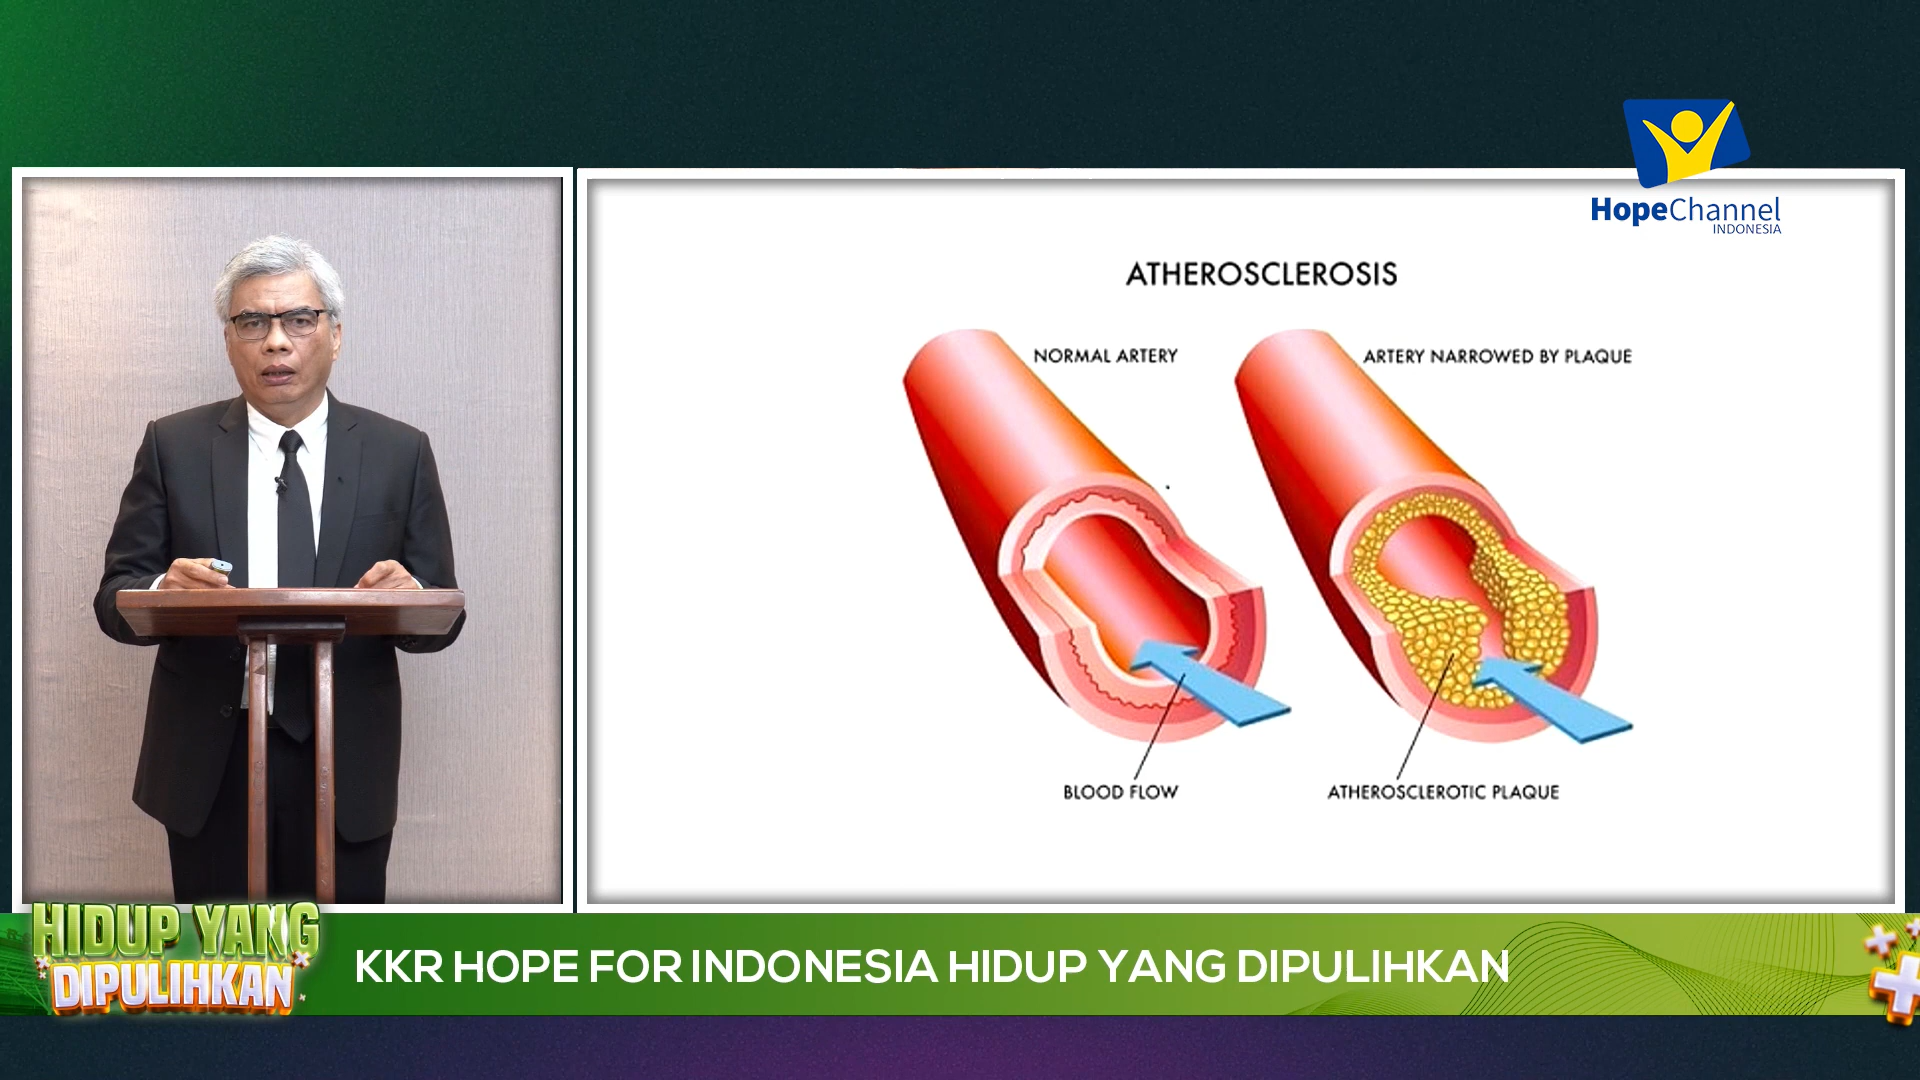 HopeChannel
INDONESIA
ATHEROSCLEROSIS
NORMAL ARTERY
ARTERY NARROWED BY PLAQUE
BLOOD FLOW
ATHEROSCLEROTIC PLAQUE
HIDUP YANG
DIPULIHKAN
KKR HOPE FOR INDONESIA HIDUP YANG DIPULIHKAN